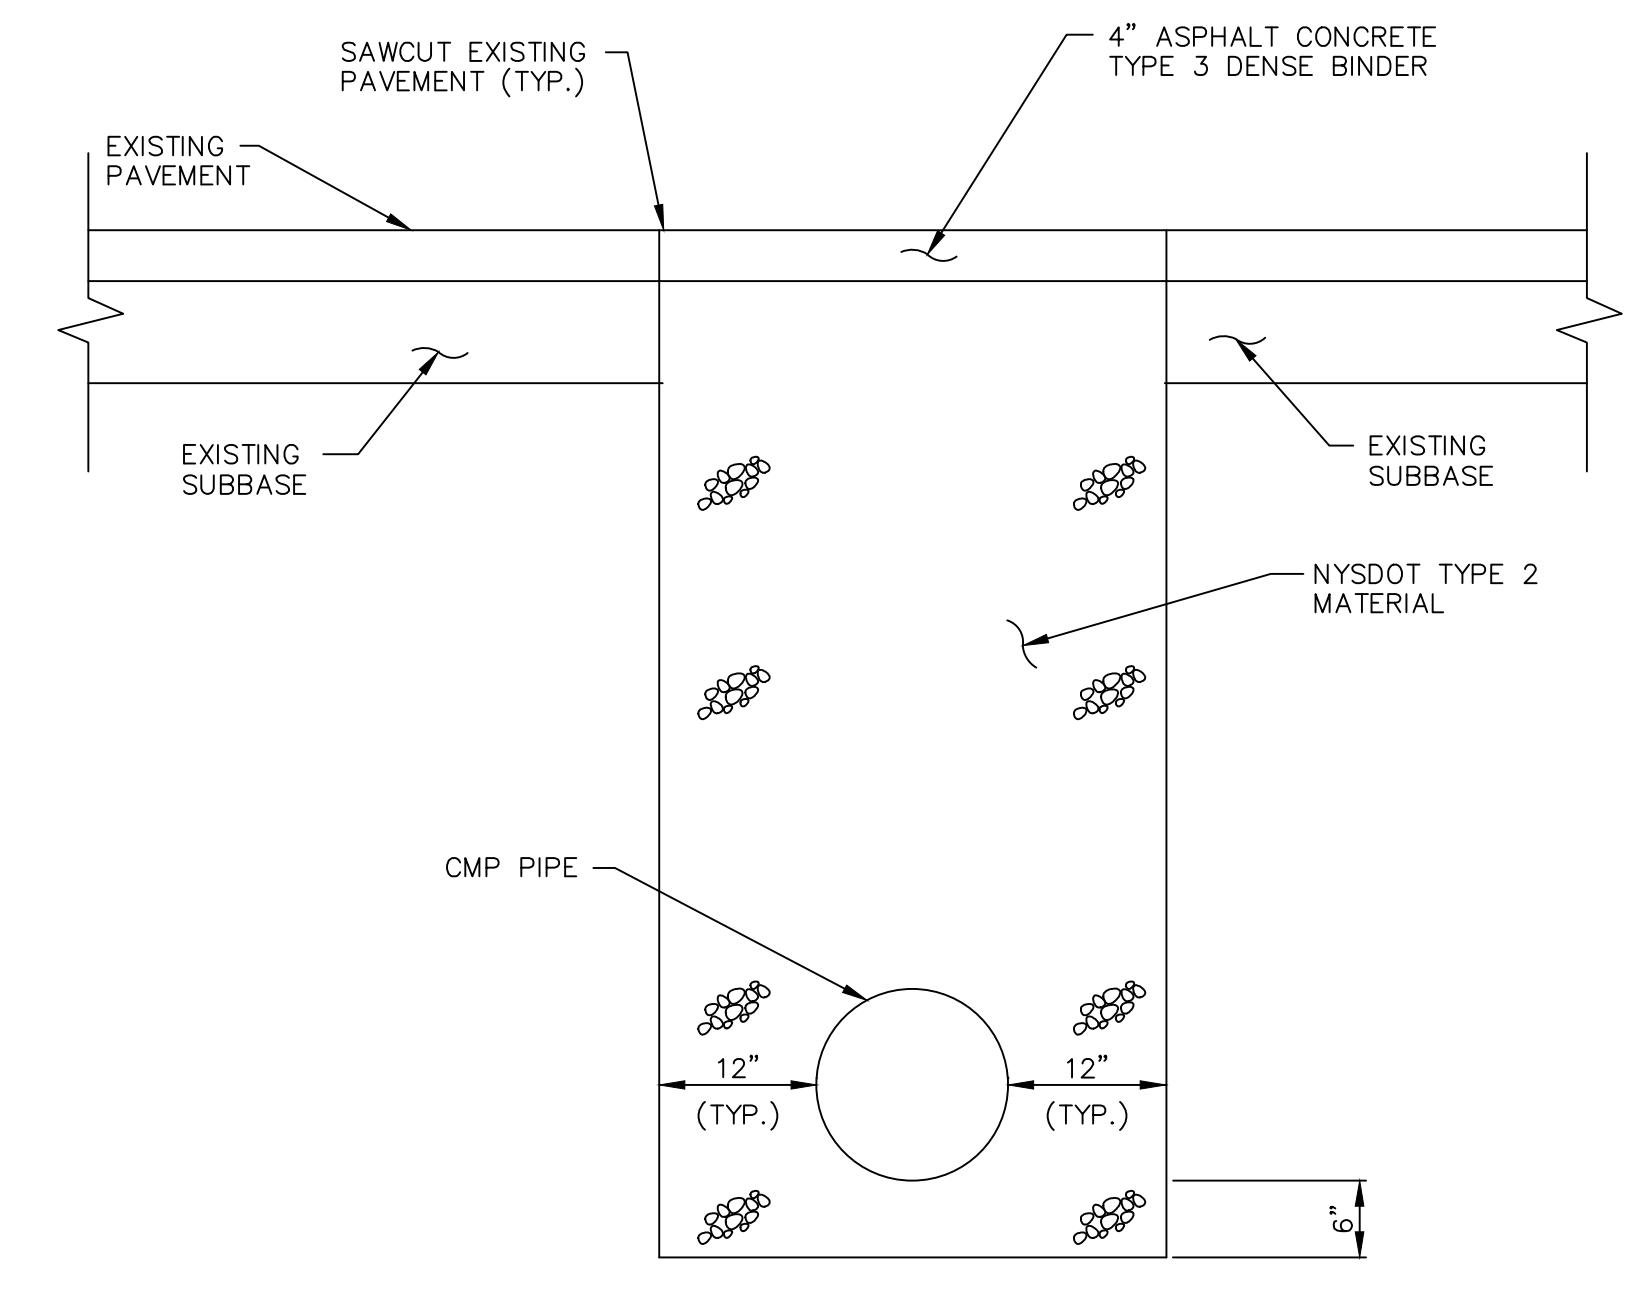 SAWCUT EXISTING
PAVEMENT (TYP.)
4” ASPHALT CONCRETE
TYPE 3 DENSE BINDER
EXISTING
PAVEMENT
EXISTING
SUBBASE
EXISTING
SUBBASE
NYSDOT TYPE 2
MATERIAL
CMP PIPE
12”
(TYP.)
12”
(TYP.)
6”